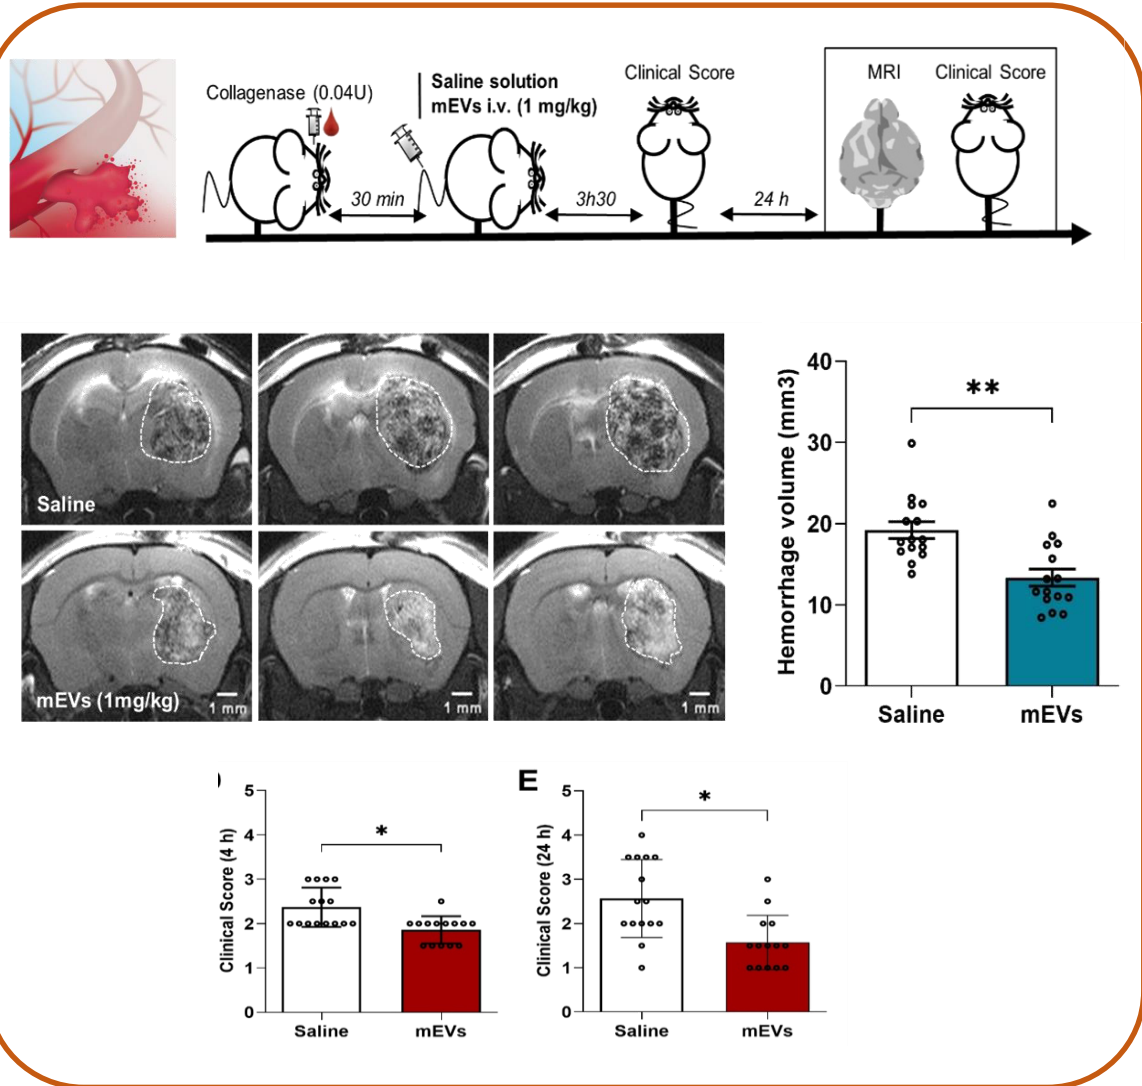 Collagenase (0.04U)
Saline solution
mEVs i.v. (1 mg/kg)
Clinical Score
MRI
Clinical Score
30 min
3h30
24 h
Saline
mEVs (1mg/kg)
1 mm
1 mm
1 mm
Hemorrhage volume (mm3)
40
30
20
10
0
**
Saline
mEVs
Clinical Score (4 h)
5
4
3
2
1
0
*
Saline
mEVs
E
Clinical Score (24 h)
5
4
3
2
1
0
*
Saline
mEVs